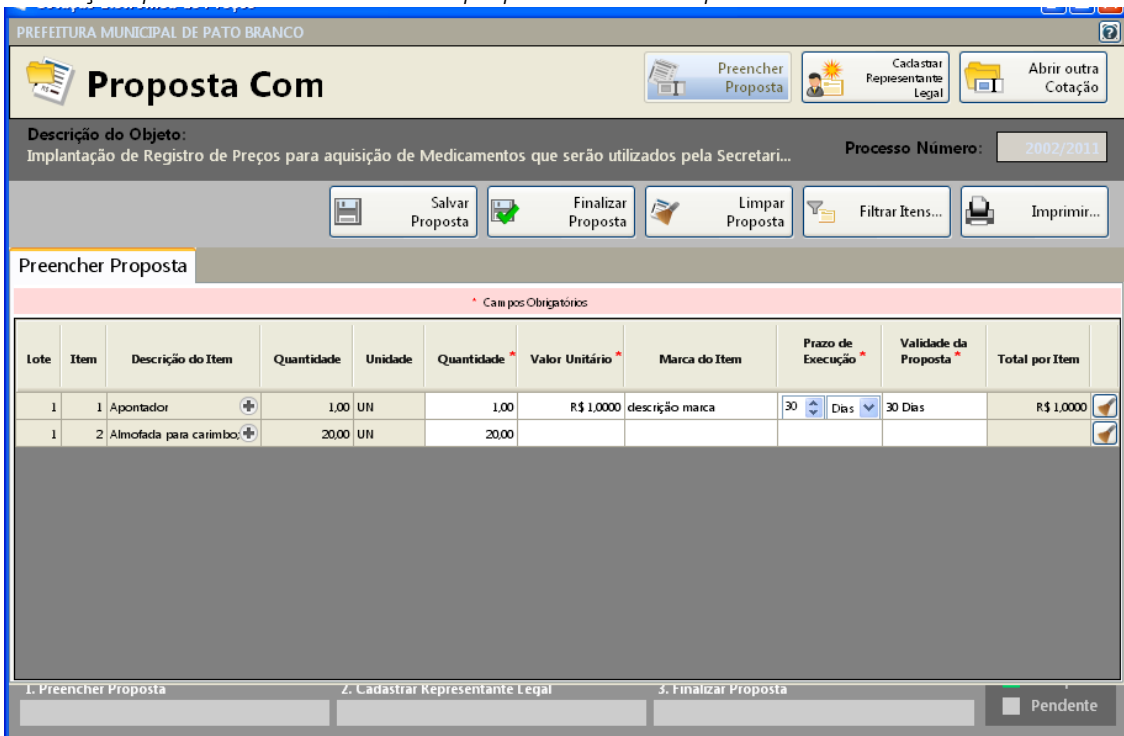 PREFEITURA MUNICIPAL DE PATO BRANCO
Proposta Com
Preencher
Proposta
Cadastrar
Representante
Legal
Abrir outra
Cotação
Descrição do Objeto:
Implantação de Registro de Preços para aquisição de Medicamentos que serão utilizados pela Secretari...
Processo Número:
2002/2011
Salvar
Proposta
Finalizar
Proposta
Limpar
Proposta
Filtrar Itens...
Imprimir...
Preencher Proposta
* Campos Obrigatórios
Lote Item Descrição do Item Quantidade Unidade Quantidade * Valor Unitário * Marca do Item Prazo de Execução * Validade da Proposta * Total por Item
1 1 Apontador 1,00 UN 1,00 R$ 1,0000 descrição marca 30 Dias 30 Dias R$ 1,0000
1 2 Almofada para carimbo, 20,00 UN 20,00
1. Preencher Proposta
2. Cadastrar Representante Legal
3. Finalizar Proposta
Pendente